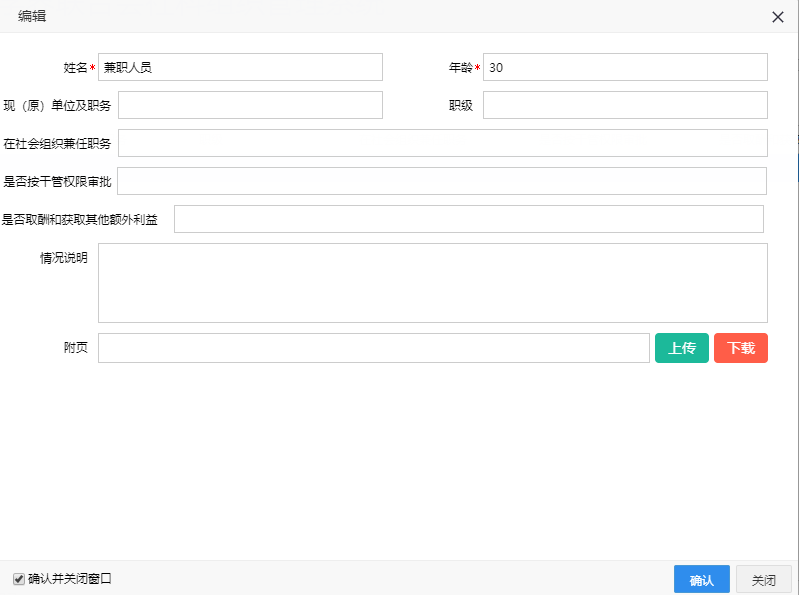 编辑
姓名* 兼职人员 年龄* 30
现（原）单位及职务 职级
在社会组织兼任职务
是否按干管权限审批
是否取酬和获取其他额外利益
情况说明
附页 上传 下载
确认并关闭窗口 确认 关闭